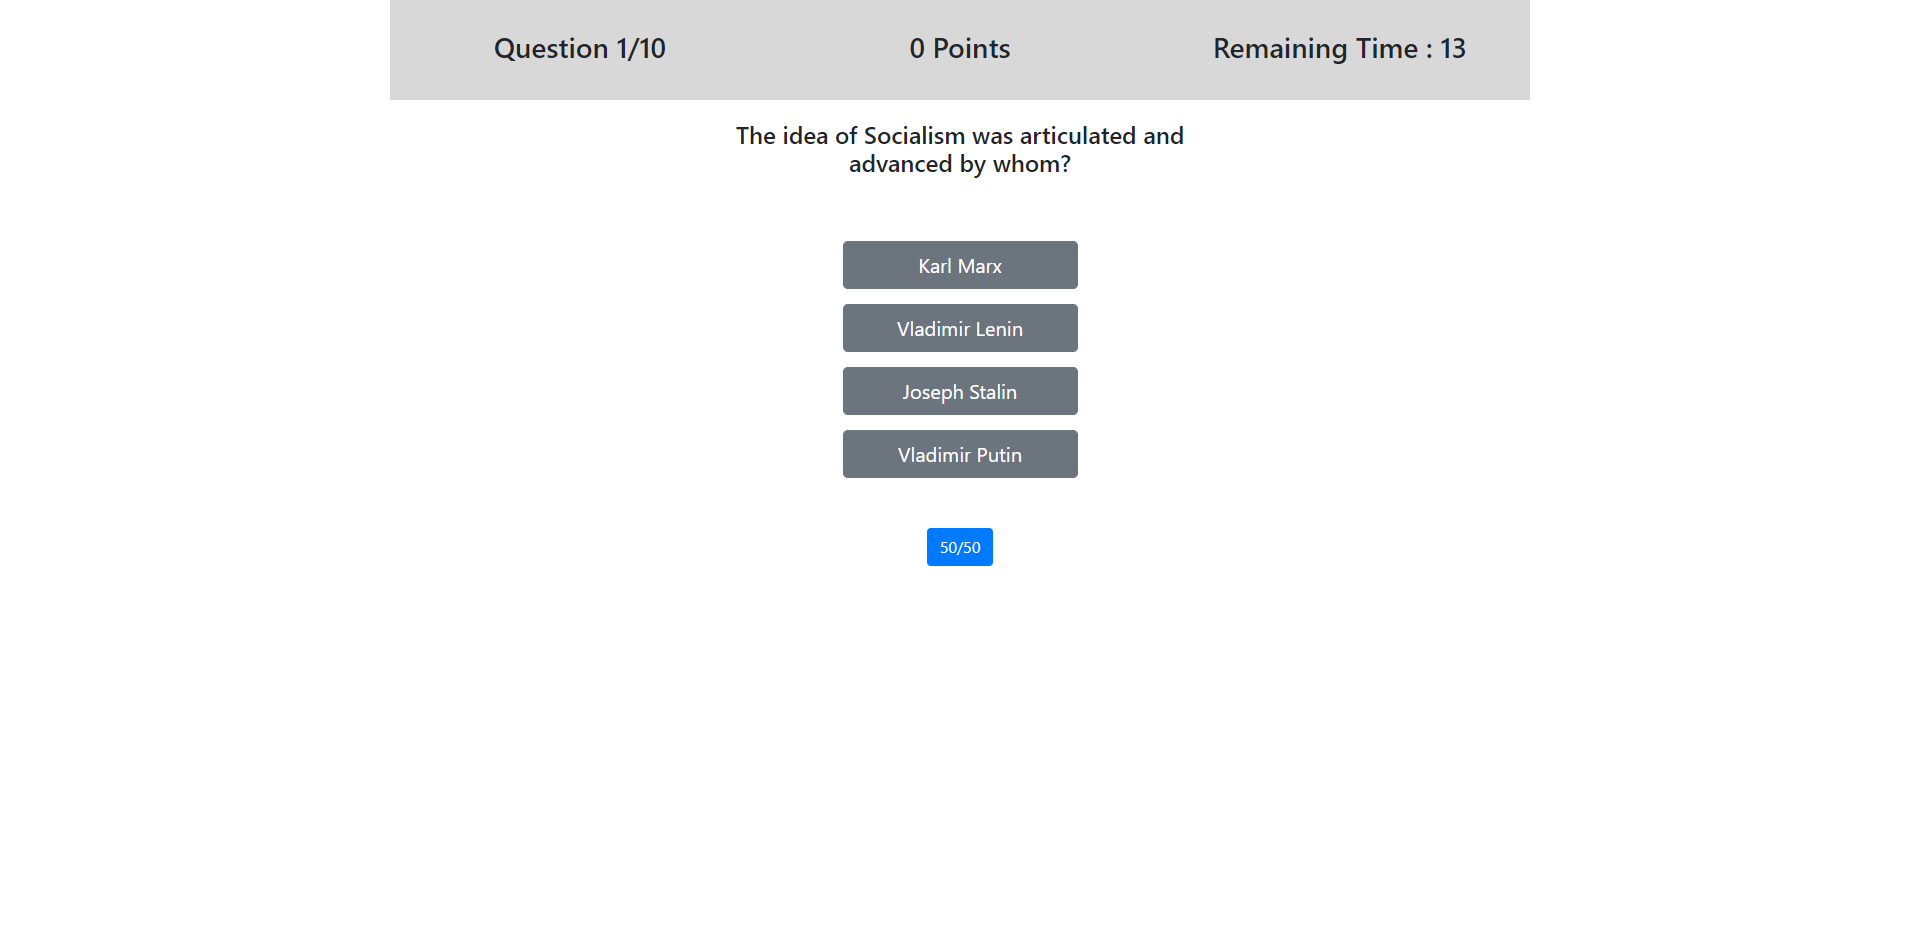 Question 1/10
0 Points
Remaining Time : 13
The idea of Socialism was articulated and
advanced by whom?
Karl Marx
Vladimir Lenin
Joseph Stalin
Vladimir Putin
50/50